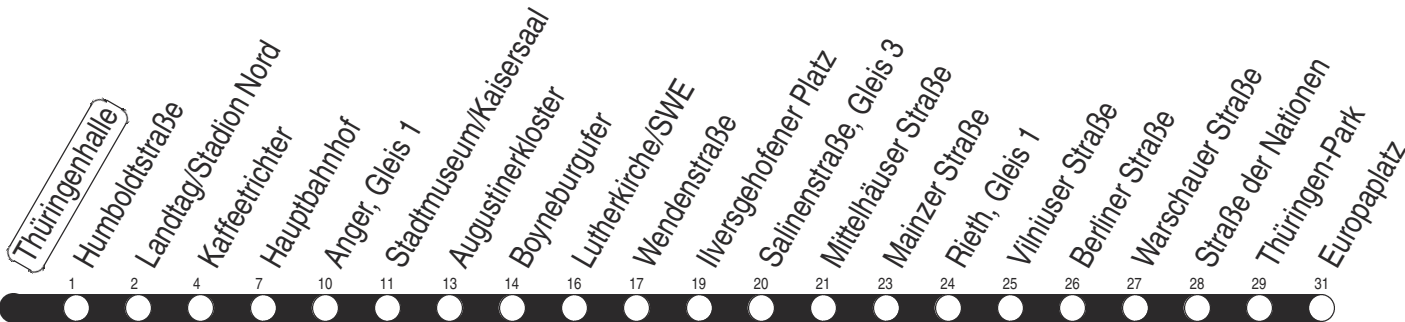 Thüringenhalle
Humboldtstraße
Landtag/Stadion Nord
Kaffeetrichter
Hauptbahnhof
Anger, Gleis 1
Stadtmuseum/Kaisersaal
Augustinerkloster
Boyneburgufer
Lutherkirche/SWE
Wendenstraße
Ilversgehofener Platz
Salinenstraße, Gleis 3
Mittelhäuser Straße
Mainzer Straße
Rieth, Gleis 1
Vilniuser Straße
Berliner Straße
Warschauer Straße
Straße der Nationen
Thüringen-Park
Europaplatz
1 2 4 7 10 11 13 14 16 17 19 20 21 23 24 25 26 27 28 29 31